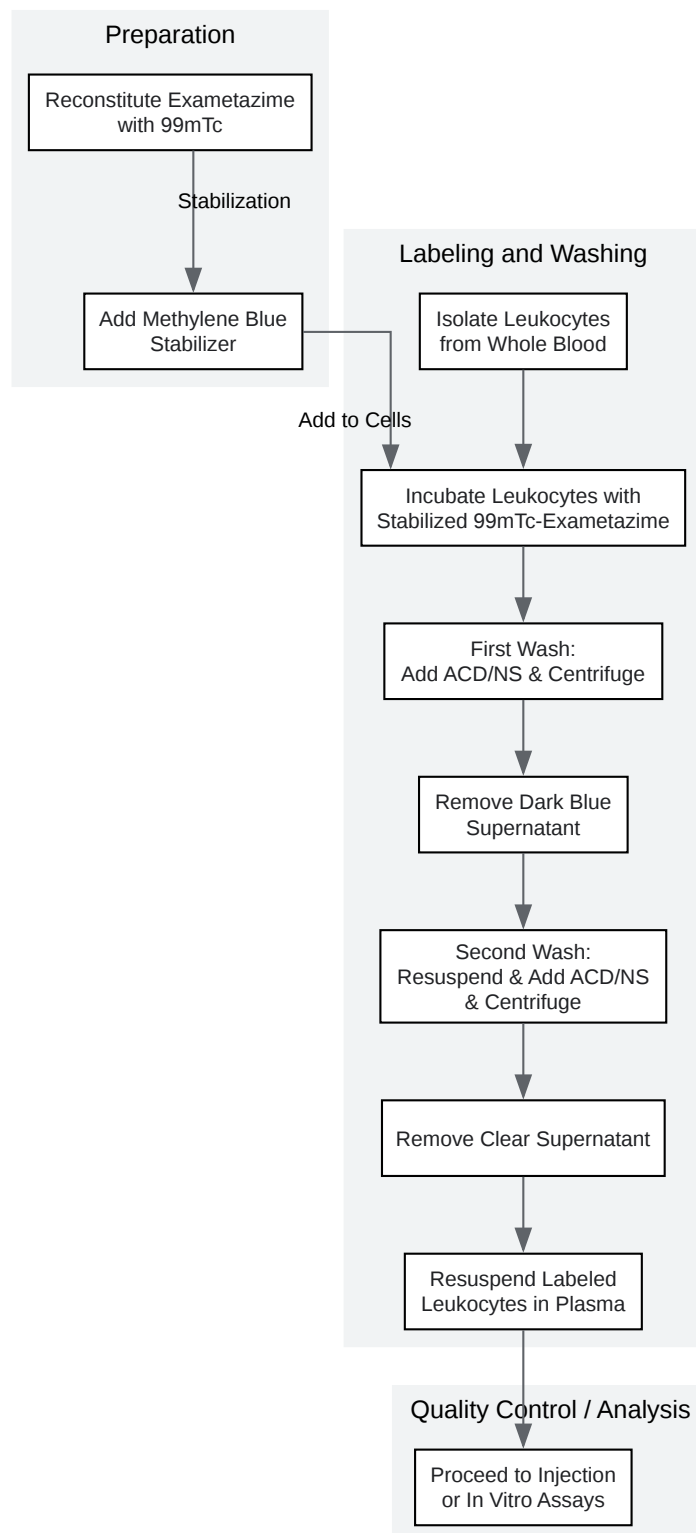 Preparation
Reconstitute Exametazime
with 99mTc
Stabilization
Add Methylene Blue
Stabilizer
Add to Cells
Labeling and Washing
Isolate Leukocytes
from Whole Blood
Incubate Leukocytes with
Stabilized 99mTc-Exametazime
First Wash:
Add ACD/NS & Centrifuge
Remove Dark Blue
Supernatant
Second Wash:
Resuspend & Add ACD/NS
& Centrifuge
Remove Clear Supernatant
Resuspend Labeled
Leukocytes in Plasma
Quality Control / Analysis
Proceed to Injection
or In Vitro Assays